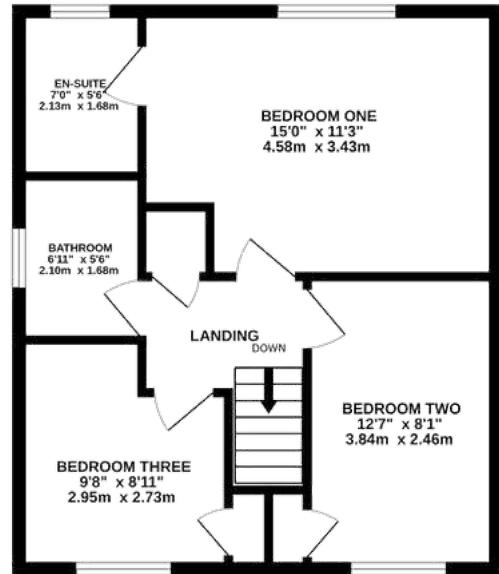 EN-SUITE
7'0" x 5'6"
2.13m x 1.68m
BEDROOM ONE
15'0" x 11'3"
4.58m x 3.43m
BATHROOM
6'11" x 5'6"
2.10m x 1.68m
LANDING
DOWN
BEDROOM TWO
12'7" x 8'1"
3.84m x 2.46m
BEDROOM THREE
9'8" x 8'11"
2.95m x 2.73m